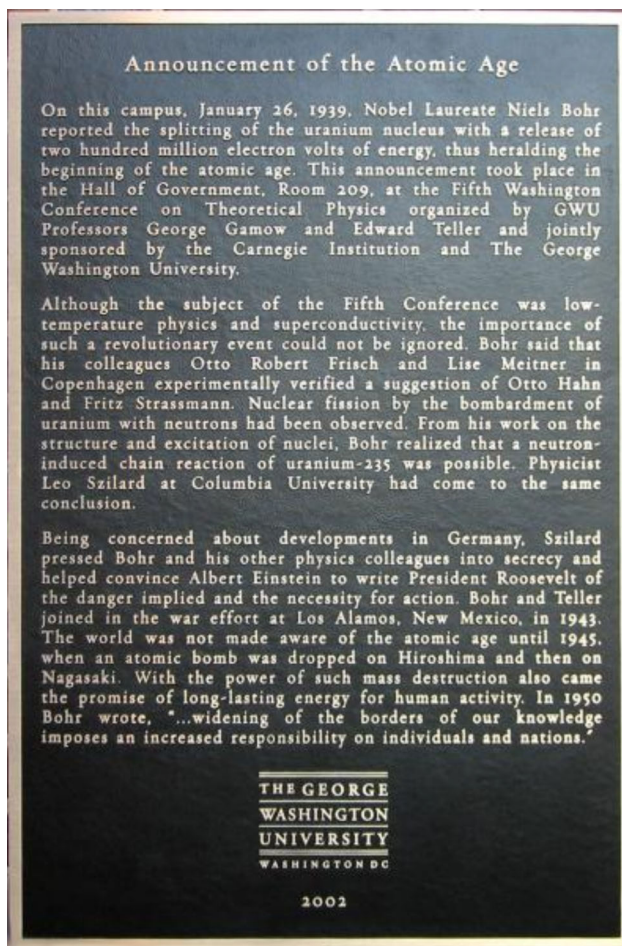 Announcement of the Atomic Age
On this campus, January 26, 1939, Nobel Laureate Niels Bohr
reported the splitting of the uranium nucleus with a release of
two hundred million electron volts of energy, thus heralding the
beginning of the atomic age. This announcement took place in
the Hall of Government, Room 209, at the Fifth Washington
Conference on Theoretical Physics organized by GWU
Professors George Gamow and Edward Teller and jointly
sponsored by the Carnegie Institution and The George
Washington University.
Although the subject of the Fifth Conference was low-
temperature physics and superconductivity, the importance of
such a revolutionary event could not be ignored. Bohr said that
his colleagues Otto Robert Frisch and Lise Meitner in
Copenhagen experimentally verified a suggestion of Otto Hahn
and Fritz Strassmann. Nuclear fission by the bombardment of
uranium with neutrons had been observed. From his work on the
structure and excitation of nuclei, Bohr realized that a neutron-
induced chain reaction of uranium-235 was possible. Physicist
Leo Szilard at Columbia University had come to the same
conclusion.
Being concerned about developments in Germany, Szilard
pressed Bohr and his other physics colleagues into secrecy and
helped convince Albert Einstein to write President Roosevelt of
the danger implied and the necessity for action. Bohr and Teller
joined in the war effort at Los Alamos, New Mexico, in 1943.
The world was not made aware of the atomic age until 1945,
when an atomic bomb was dropped on Hiroshima and then on
Nagasaki. With the power of such mass destruction also came
the promise of long-lasting energy for human activity. In 1950
Bohr wrote, "...widening of the borders of our knowledge
imposes an increased responsibility on individuals and nations."
THE GEORGE
WASHINGTON
UNIVERSITY
WASHINGTON DC
2002